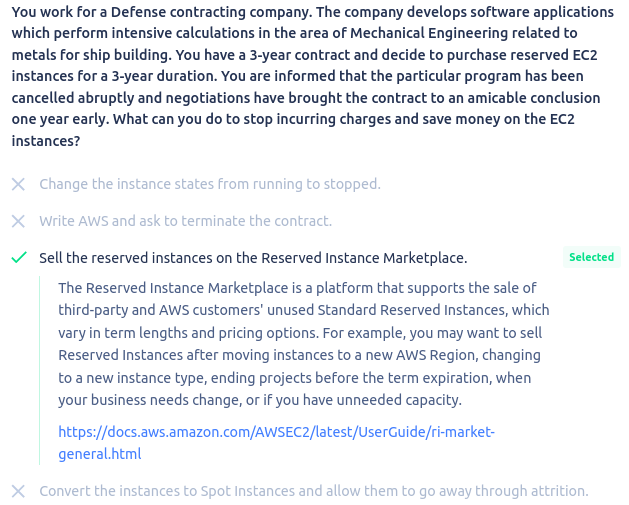 You work for a Defense contracting company. The company develops software applications
which perform intensive calculations in the area of Mechanical Engineering related to
metals for ship building. You have a 3-year contract and decide to purchase reserved EC2
instances for a 3-year duration. You are informed that the particular program has been
cancelled abruptly and negotiations have brought the contract to an amicable conclusion
one year early. What can you do to stop incurring charges and save money on the EC2
instances?
Change the instance states from running to stopped.
Write AWS and ask to terminate the contract.
Sell the reserved instances on the Reserved Instance Marketplace.
Selected
The Reserved Instance Marketplace is a platform that supports the sale of
third-party and AWS customers' unused Standard Reserved Instances, which
vary in term lengths and pricing options. For example, you may want to sell
Reserved Instances after moving instances to a new AWS Region, changing
to a new instance type, ending projects before the term expiration, when
your business needs change, or if you have unneeded capacity.
https://docs.aws.amazon.com/AWSEC2/latest/UserGuide/ri-market-
general.html
Convert the instances to Spot Instances and allow them to go away through attrition.